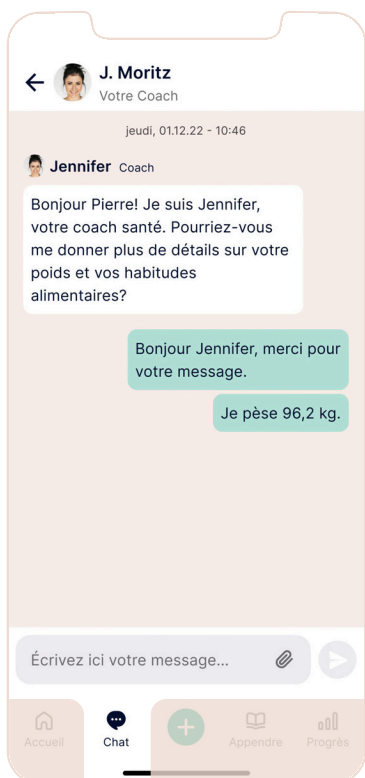 J. Moritz
Votre Coach
jeudi, 01.12.22 - 10:46
Jennifer Coach
Bonjour Pierre! Je suis Jennifer,
votre coach santé. Pourriez-vous
me donner plus de détails sur votre
poids et vos habitudes
alimentaires?
Bonjour Jennifer, merci pour
votre message.
Je pèse 96,2 kg.
Écrivez ici votre message...
Accueil
Chat
Appendre
Progrès